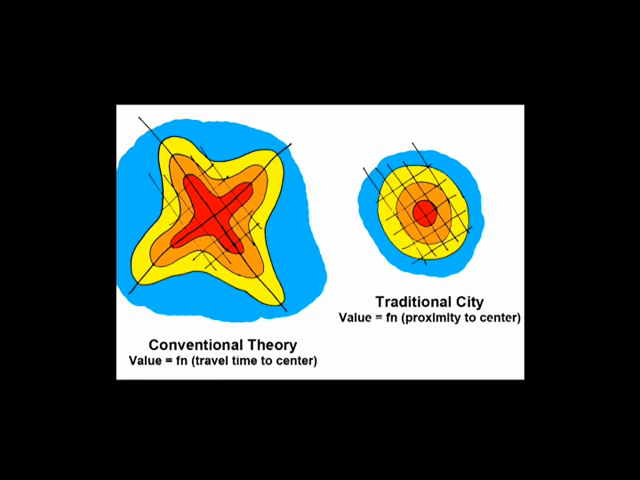 Traditional City
Value = fn (proximity to center)
Conventional Theory
Value = fn (travel time to center)